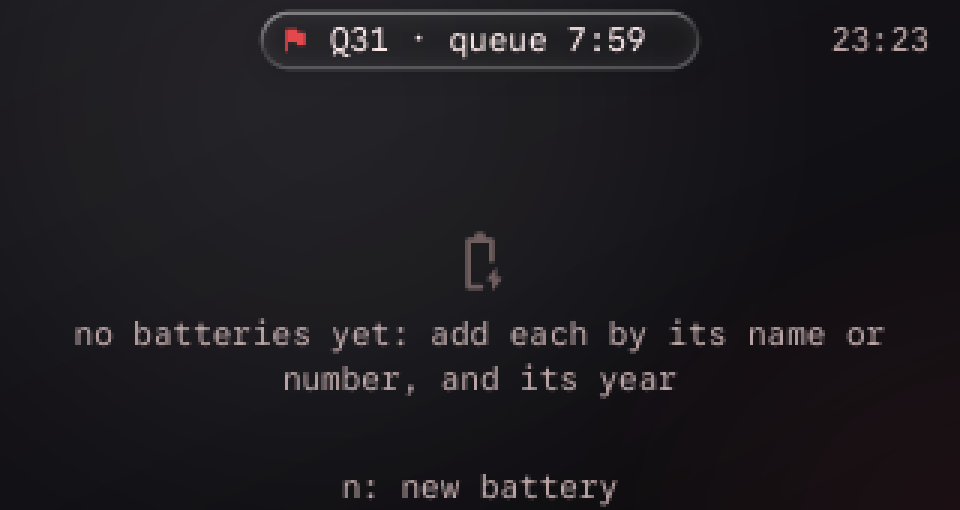 Q31 · queue 7:59
23:23
no batteries yet: add each by its name or
number, and its year
n: new battery